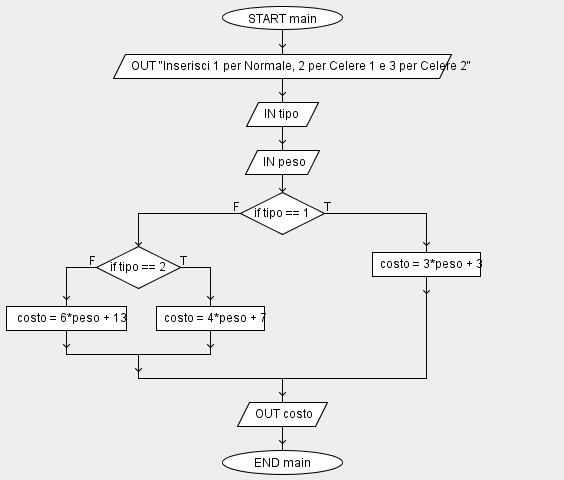 START main
OUT "Inserisci 1 per Normale, 2 per Celere 1 e 3 per Celere 2"
IN tipo
IN peso
F
if tipo == 1
T
F
if tipo == 2
T
costo = 3*peso + 3
costo = 6*peso + 13
costo = 4*peso + 7
OUT costo
END main